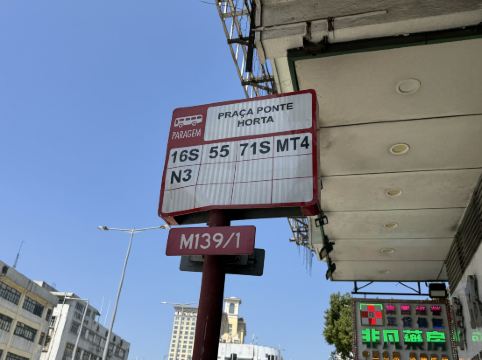 PARAGEM
PRAÇA PONTE
HORTA
16S 55 71S MT4
N3
M139/1